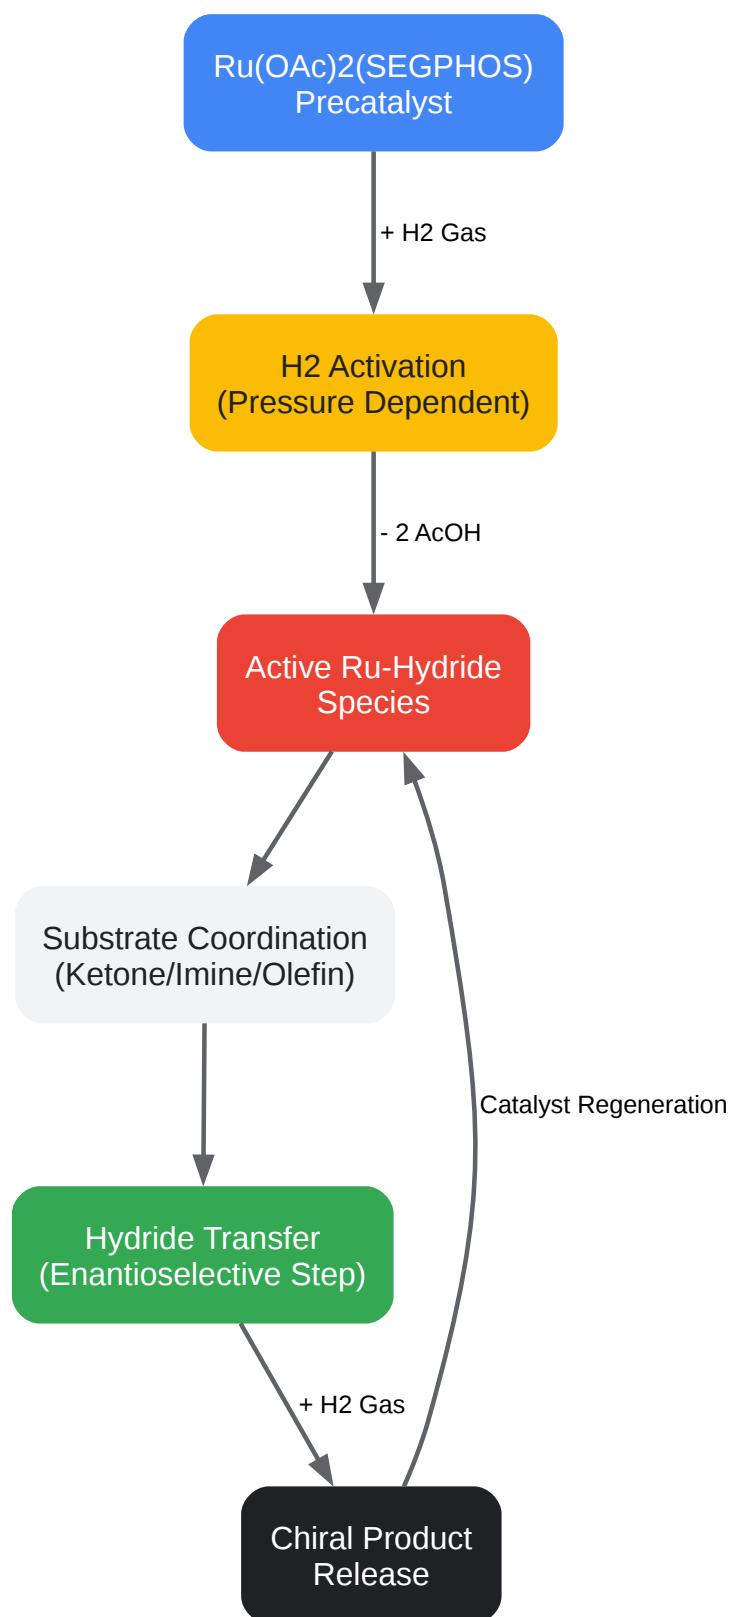 Ru(OAc)2(SEGPHOS)
Precatalyst
+ H2 Gas
H2 Activation
(Pressure Dependent)
- 2 AcOH
Active Ru-Hydride
Species
Substrate Coordination
(Ketone/Imine/Olefin)
Catalyst Regeneration
Hydride Transfer
(Enantioselective Step)
+ H2 Gas
Chiral Product
Release